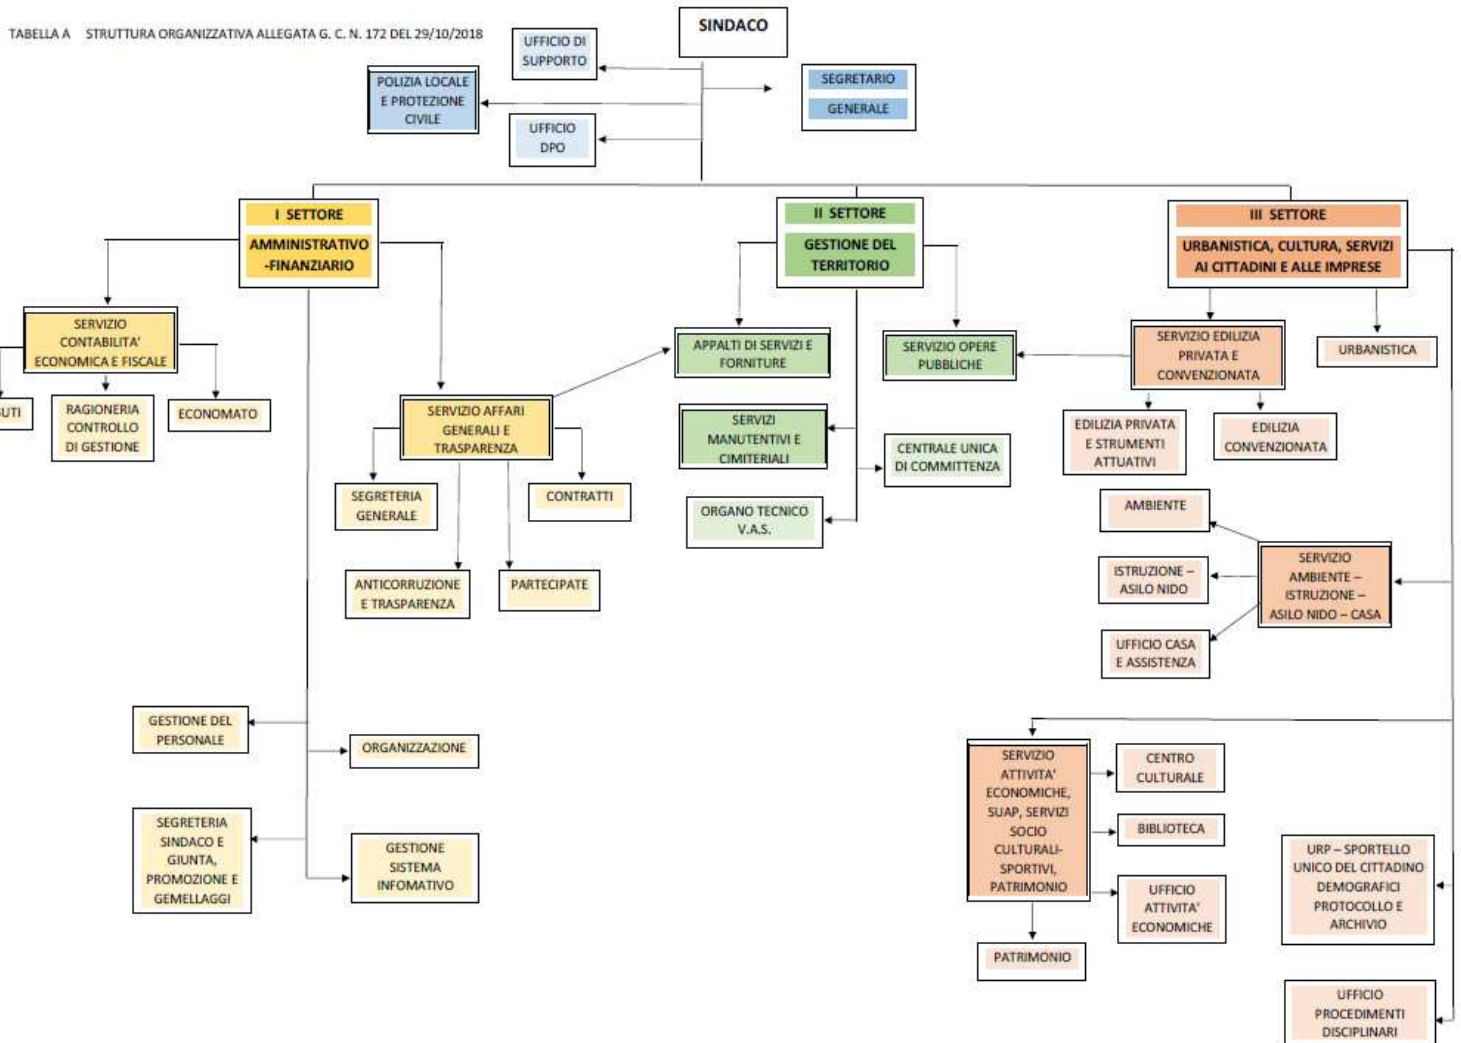 TABELLA A STRUTTURA ORGANIZZATIVA ALLEGATA G. C. N. 172 DEL 29/10/2018
SINDACO
UFFICIO DI
SUPPORTO
POLIZIA LOCALE
E PROTEZIONE
CIVILE
SEGRETARIO
GENERALE
UFFICIO
DPO
I SETTORE
AMMINISTRATIVO
-FINANZIARIO
II SETTORE
GESTIONE DEL
TERRITORIO
III SETTORE
URBANISTICA, CULTURA, SERVIZI
AI CITTADINI E ALLE IMPRESE
SERVIZIO
CONTABILITA'
ECONOMICA E FISCALE
UTI
RAGIONERIA
CONTROLLO
DI GESTIONE
ECONOMATO
SERVIZIO AFFARI
GENERALI E
TRASPARENZA
SEGRETERIA
GENERALE
CONTRATTI
ANTICORRUZIONE
E TRASPARENZA
PARTECIPATE
GESTIONE DEL
PERSONALE
ORGANIZZAZIONE
SEGRETERIA
SINDACO E
GIUNTA,
PROMOZIONE E
GEMELLAGGI
GESTIONE
SISTEMA
INFOMATIVO
APPALTI DI SERVIZI E
FORNITURE
SERVIZIO OPERE
PUBBLICHE
SERVIZI
MANUTENTIVI E
CIMITERIALI
CENTRALE UNICA
DI COMMITTENZA
ORGANO TECNICO
V.A.S.
SERVIZIO EDILIZIA
PRIVATA E
CONVENZIONATA
URBANISTICA
EDILIZIA PRIVATA
E STRUMENTI
ATTUATIVI
EDILIZIA
CONVENZIONATA
AMBIENTE
SERVIZIO
AMBIENTE –
ISTRUZIONE –
ASILO NIDO – CASA
ISTRUZIONE –
ASILO NIDO
UFFICIO CASA
E ASSISTENZA
SERVIZIO
ATTIVITA'
ECONOMICHE,
SUAP, SERVIZI
SOCIO
CULTURALI-
SPORTIVI,
PATRIMONIO
CENTRO
CULTURALE
BIBLIOTECA
UFFICIO
ATTIVITA'
ECONOMICHE
PATRIMONIO
URP – SPORTELLO
UNICO DEL CITTADINO
DEMOGRAFICI
PROTOCOLLO E
ARCHIVIO
UFFICIO
PROCEDIMENTI
DISCIPLINARI